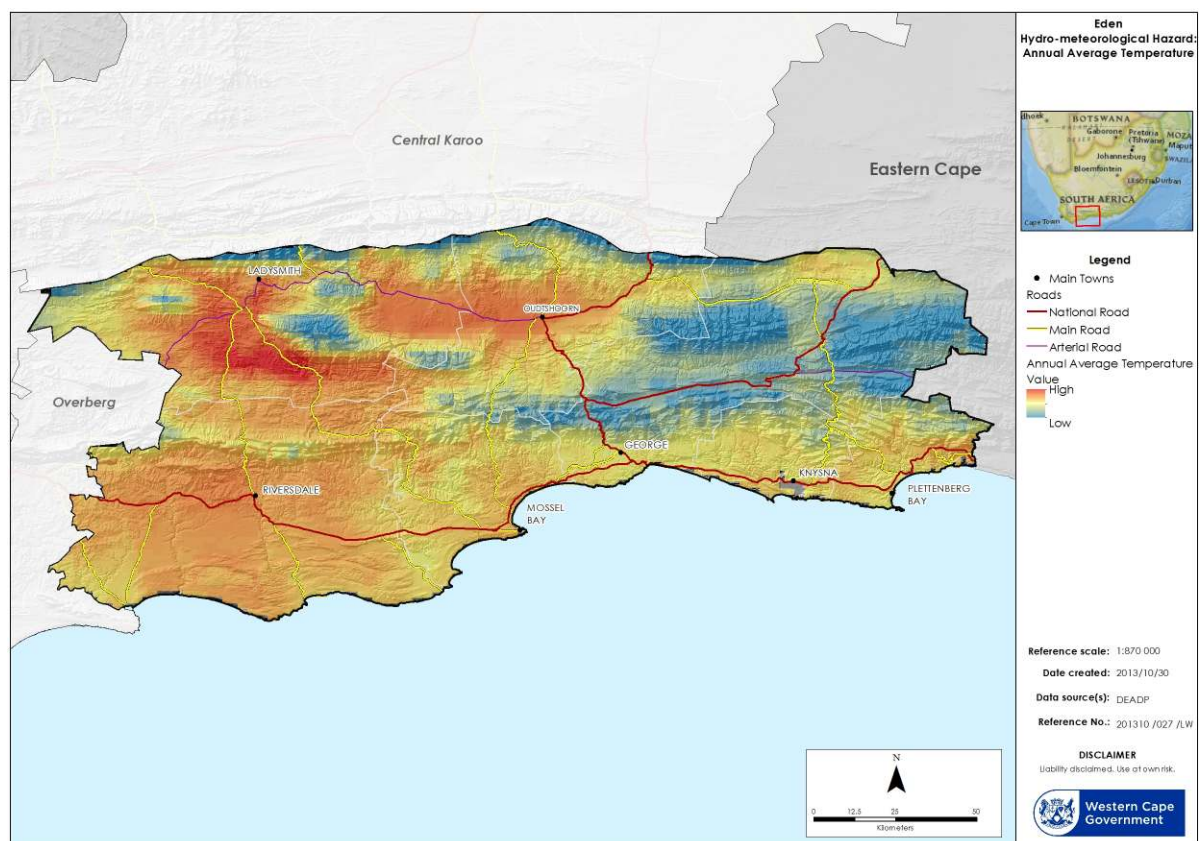 Eden
Hydro-meteorological Hazard:
Annual Average Temperature
Central Karoo
Eastern Cape
Overberg
LADYSMITH
OUDTSHOORN
GEORGE
KNYSNA
PLETTENBERG
BAY
RIVERSDALE
MOSSEL
BAY
BOTSWANA
Gaborone
Pretoria
(Tshwane)
MOZA
Maput
Johannesburg
SWAZIL
Bloemfontein
LESOTHO
Durban
SOUTH AFRICA
Cape Town
Legend
Main Towns
Roads
National Road
Main Road
Arterial Road
Annual Average Temperature
Value
High
Low
Reference scale: 1:870 000
Date created: 2013/10/30
Data source(s): DEADP
Reference No.: 201310 /027 /LW
DISCLAIMER
Liability disclaimed. Use at own risk.
Western Cape
Government
N
0 12.5 25 50
Kilometers